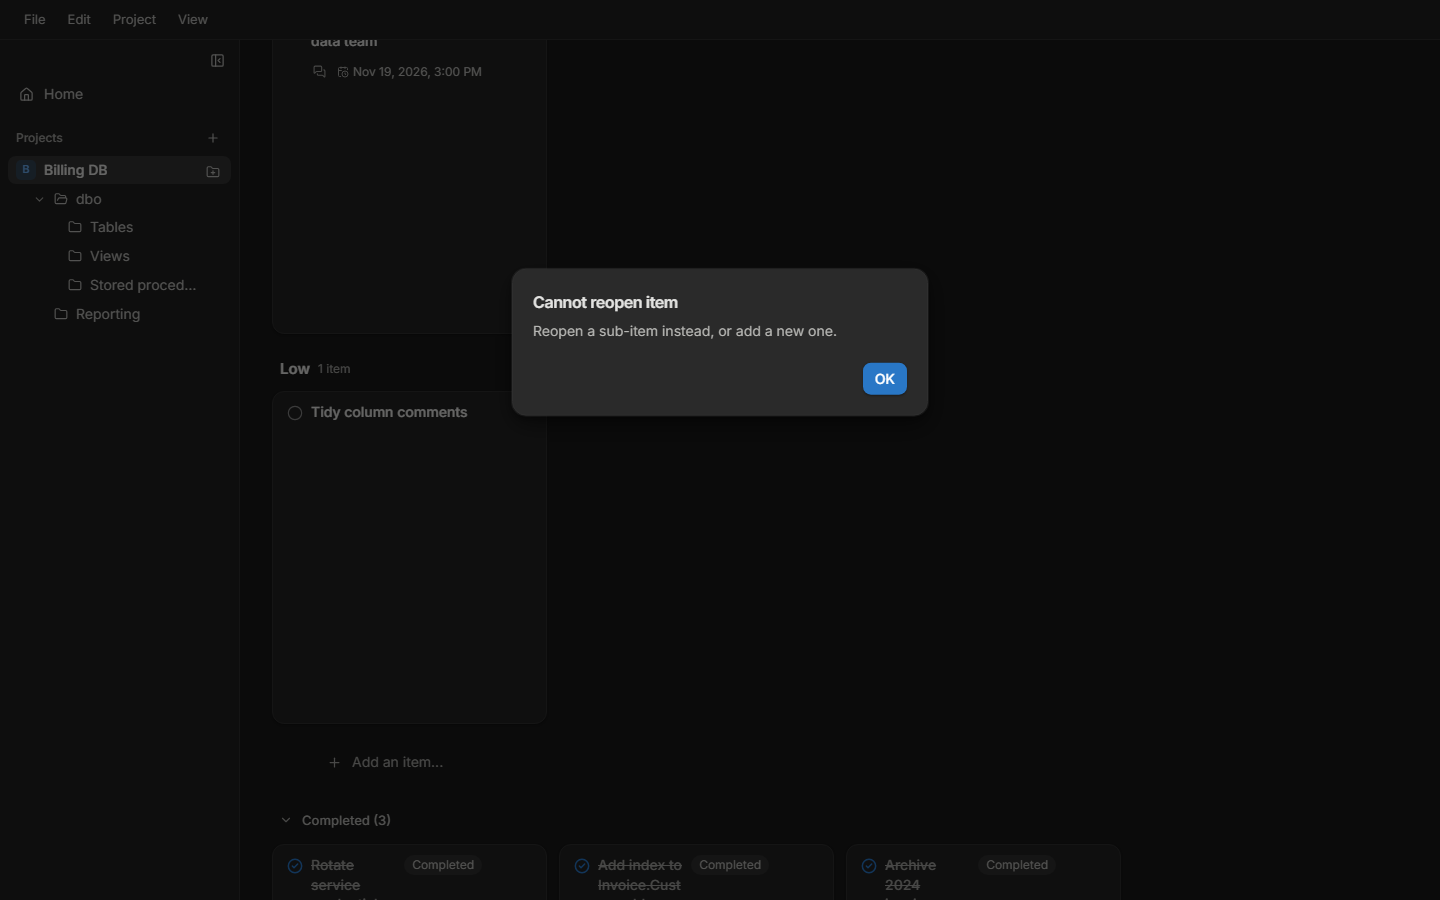 File Edit Project View
Home
Projects
B Billing DB
dbo
Tables
Views
Stored proced...
Reporting
data team
Nov 19, 2026, 3:00 PM
Low 1 item
Tidy column comments
Add an item...
Completed (3)
Rotate
service
Completed
Add index to
Invoice.Cust
Completed
Archive
2024
Completed
Cannot reopen item
Reopen a sub-item instead, or add a new one.
OK